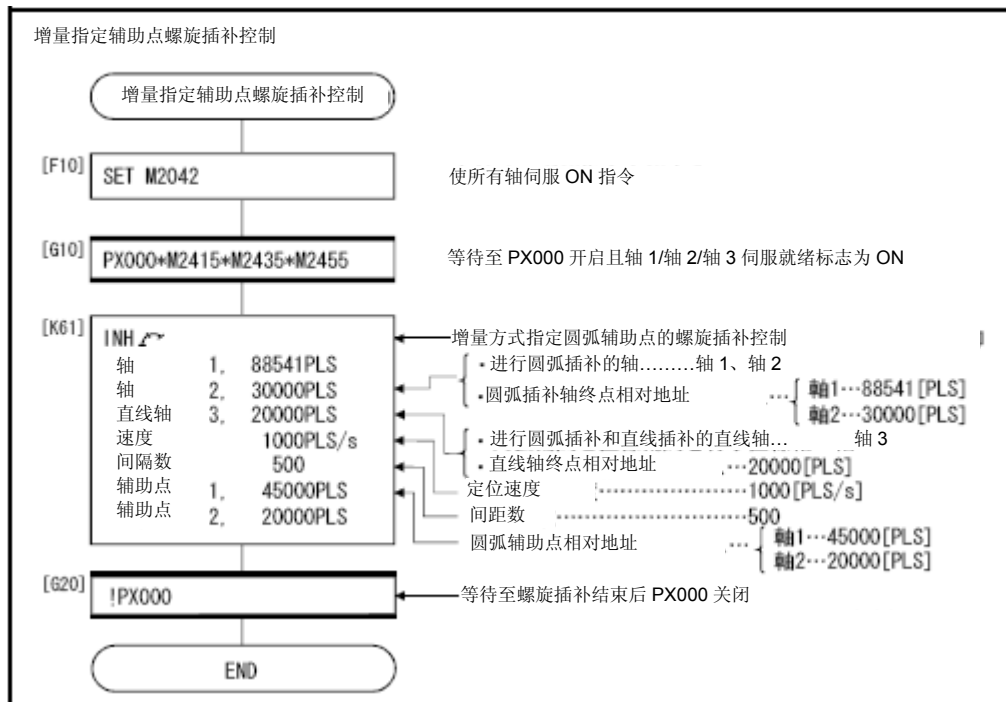 增量指定辅助点螺旋插补控制
增量指定辅助点螺旋插补控制
[F10] SET M2042 使所有轴伺服 ON 指令
[G10] PX000*M2415*M2435*M2455 等待至 PX000 开启且轴 1/轴 2/轴 3 伺服就绪标志为 ON
[K61] INH 增量方式指定圆弧辅助点的螺旋插补控制
轴 1, 88541PLS
轴 2, 30000PLS
直线轴 3, 20000PLS
速度 1000PLS/s
间隔数 500
辅助点 1, 45000PLS
辅助点 2, 20000PLS
▪进行圆弧插补的轴………轴 1、轴 2
▪圆弧插补轴终点相对地址 … 軸1…88541[PLS]
軸2…30000[PLS]
▪进行圆弧插补和直线插补的直线轴… 轴 3
▪直线轴终点相对地址 …20000[PLS]
定位速度 ………………………1000[PLS/s]
间距数 ………………………500
圆弧辅助点相对地址 … 軸1…45000[PLS]
軸2…20000[PLS]
[G20] !PX000 等待至螺旋插补结束后 PX000 关闭
END